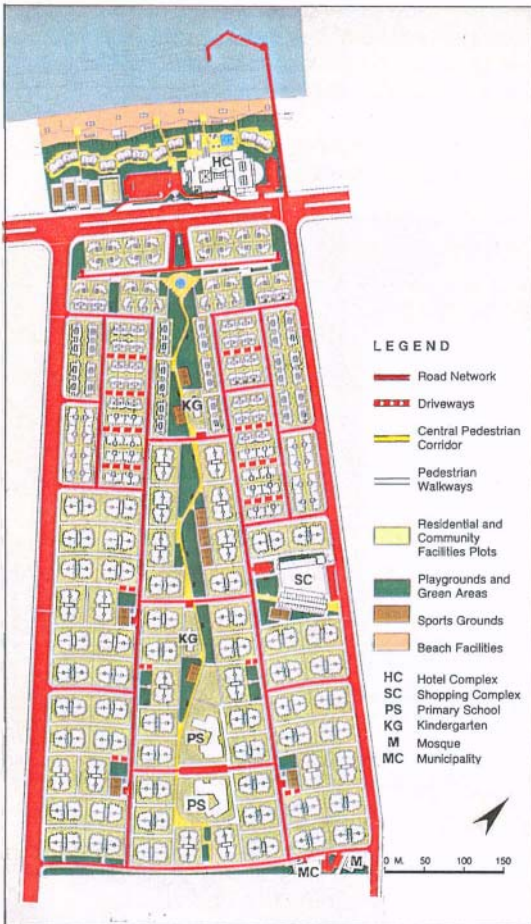 HC
KG
SC
KG
PS
PS
MC
M
LEGEND
Road Network
Driveways
Central Pedestrian
Corridor
Pedestrian
Walkways
Residential and
Community
Facilities Plots
Playgrounds and
Green Areas
Sports Grounds
Beach Facilities
HC Hotel Complex
SC Shopping Complex
PS Primary School
KG Kindergarten
M Mosque
MC Municipality
0 M. 50 100 150